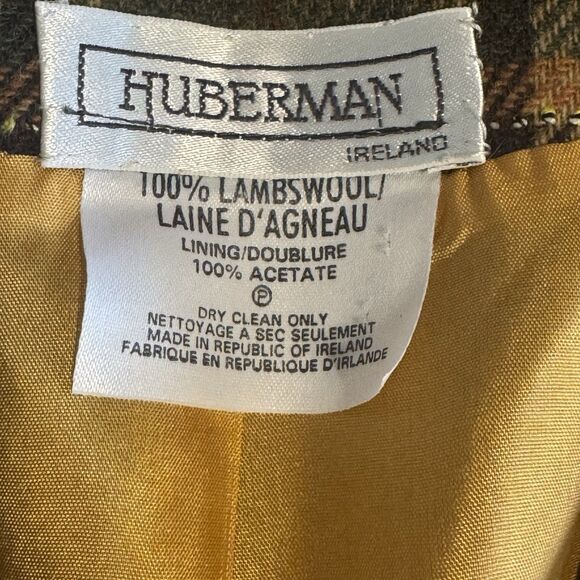 HUBERMAN
IRELAND
100% LAMBSWOOL/
LAINE D'AGNEAU
LINING/DOUBLURE
100% ACETATE
P
DRY CLEAN ONLY
NETTOYAGE A SEC SEULEMENT
MADE IN REPUBLIC OF IRELAND
FABRIQUE EN REPUBLIQUE D'IRLANDE